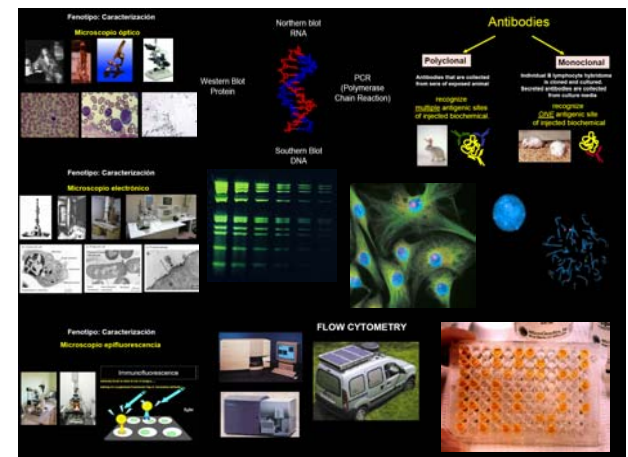 Fenotipo: Caracterización
Microscopio óptico
Northern blot
RNA
Western Blot
Protein
PCR
(Polymerase
Chain Reaction)
Southern Blot
DNA
Antibodies
Polyclonal
Antibodies that are collected
from sera of exposed animal
recognize
multiple antigenic sites
of injected biochemical.
Monoclonal
Individual B lymphocyte hybridoma
is cloned and cultured.
Secreted antibodies are collected
from culture media
recognize
ONE antigenic site
of injected biochemical
Fenotipo: Caracterización
Microscopio electrónico
Fenotipo: Caracterización
Microscopio epifluorescencia
Immunofluorescence
light
FLOW CYTOMETRY